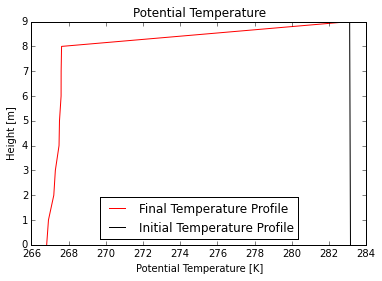 Potential Temperature
9
8
7
6
5
4
3
2
1
0
Height [m]
Final Temperature Profile
Initial Temperature Profile
266 268 270 272 274 276 278 280 282 284
Potential Temperature [K]